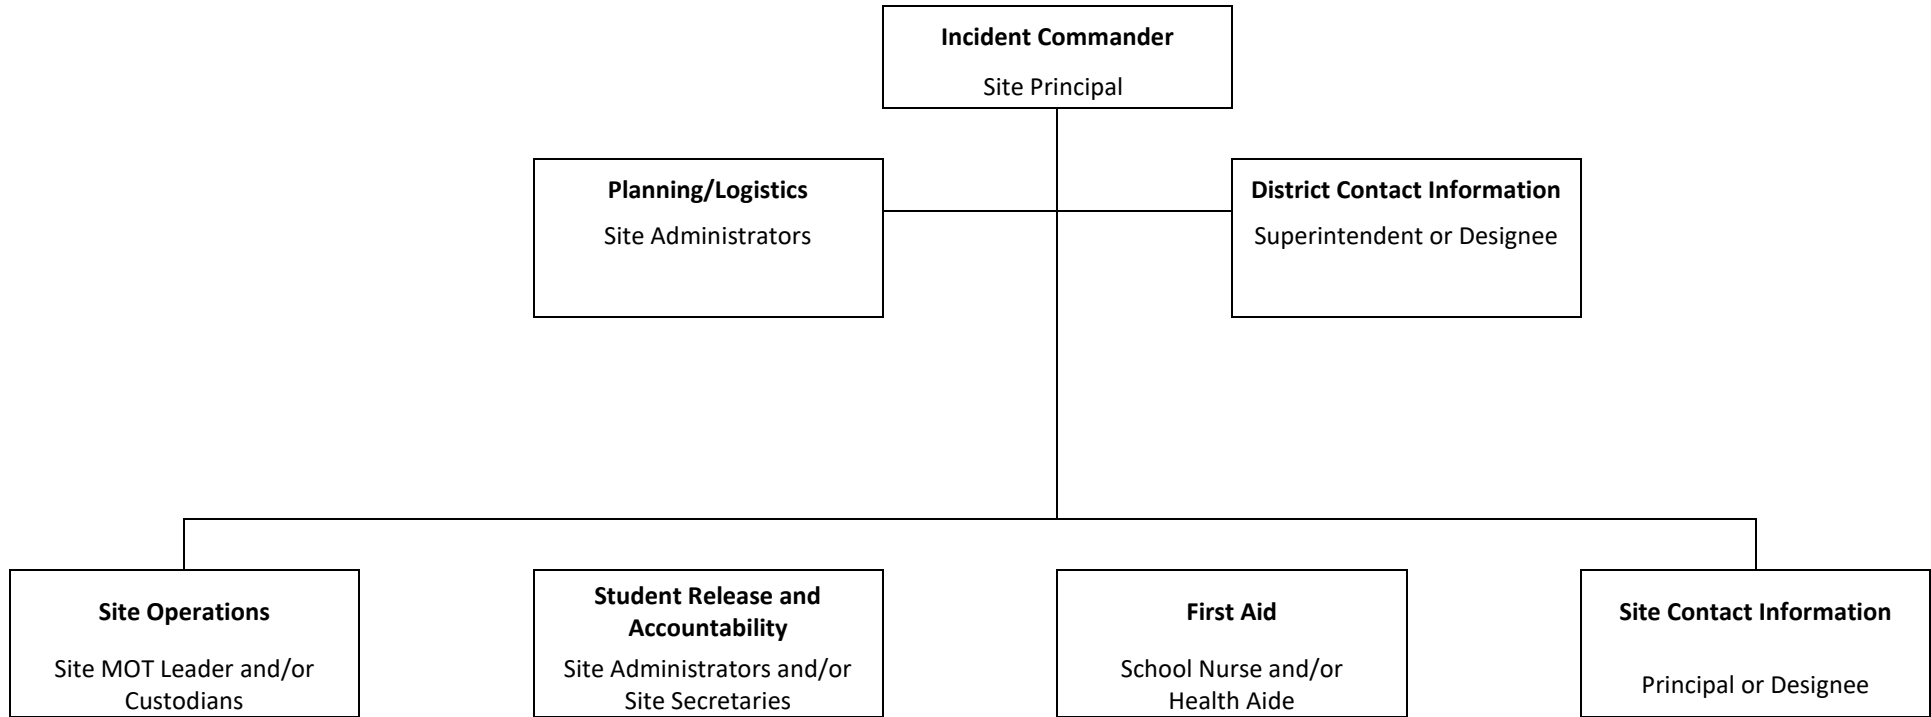 Incident Commander
Site Principal
Planning/Logistics
Site Administrators
District Contact Information
Superintendent or Designee
Site Operations
Site MOT Leader and/or
Custodians
Student Release and
Accountability
Site Administrators and/or
Site Secretaries
First Aid
School Nurse and/or
Health Aide
Site Contact Information
Principal or Designee